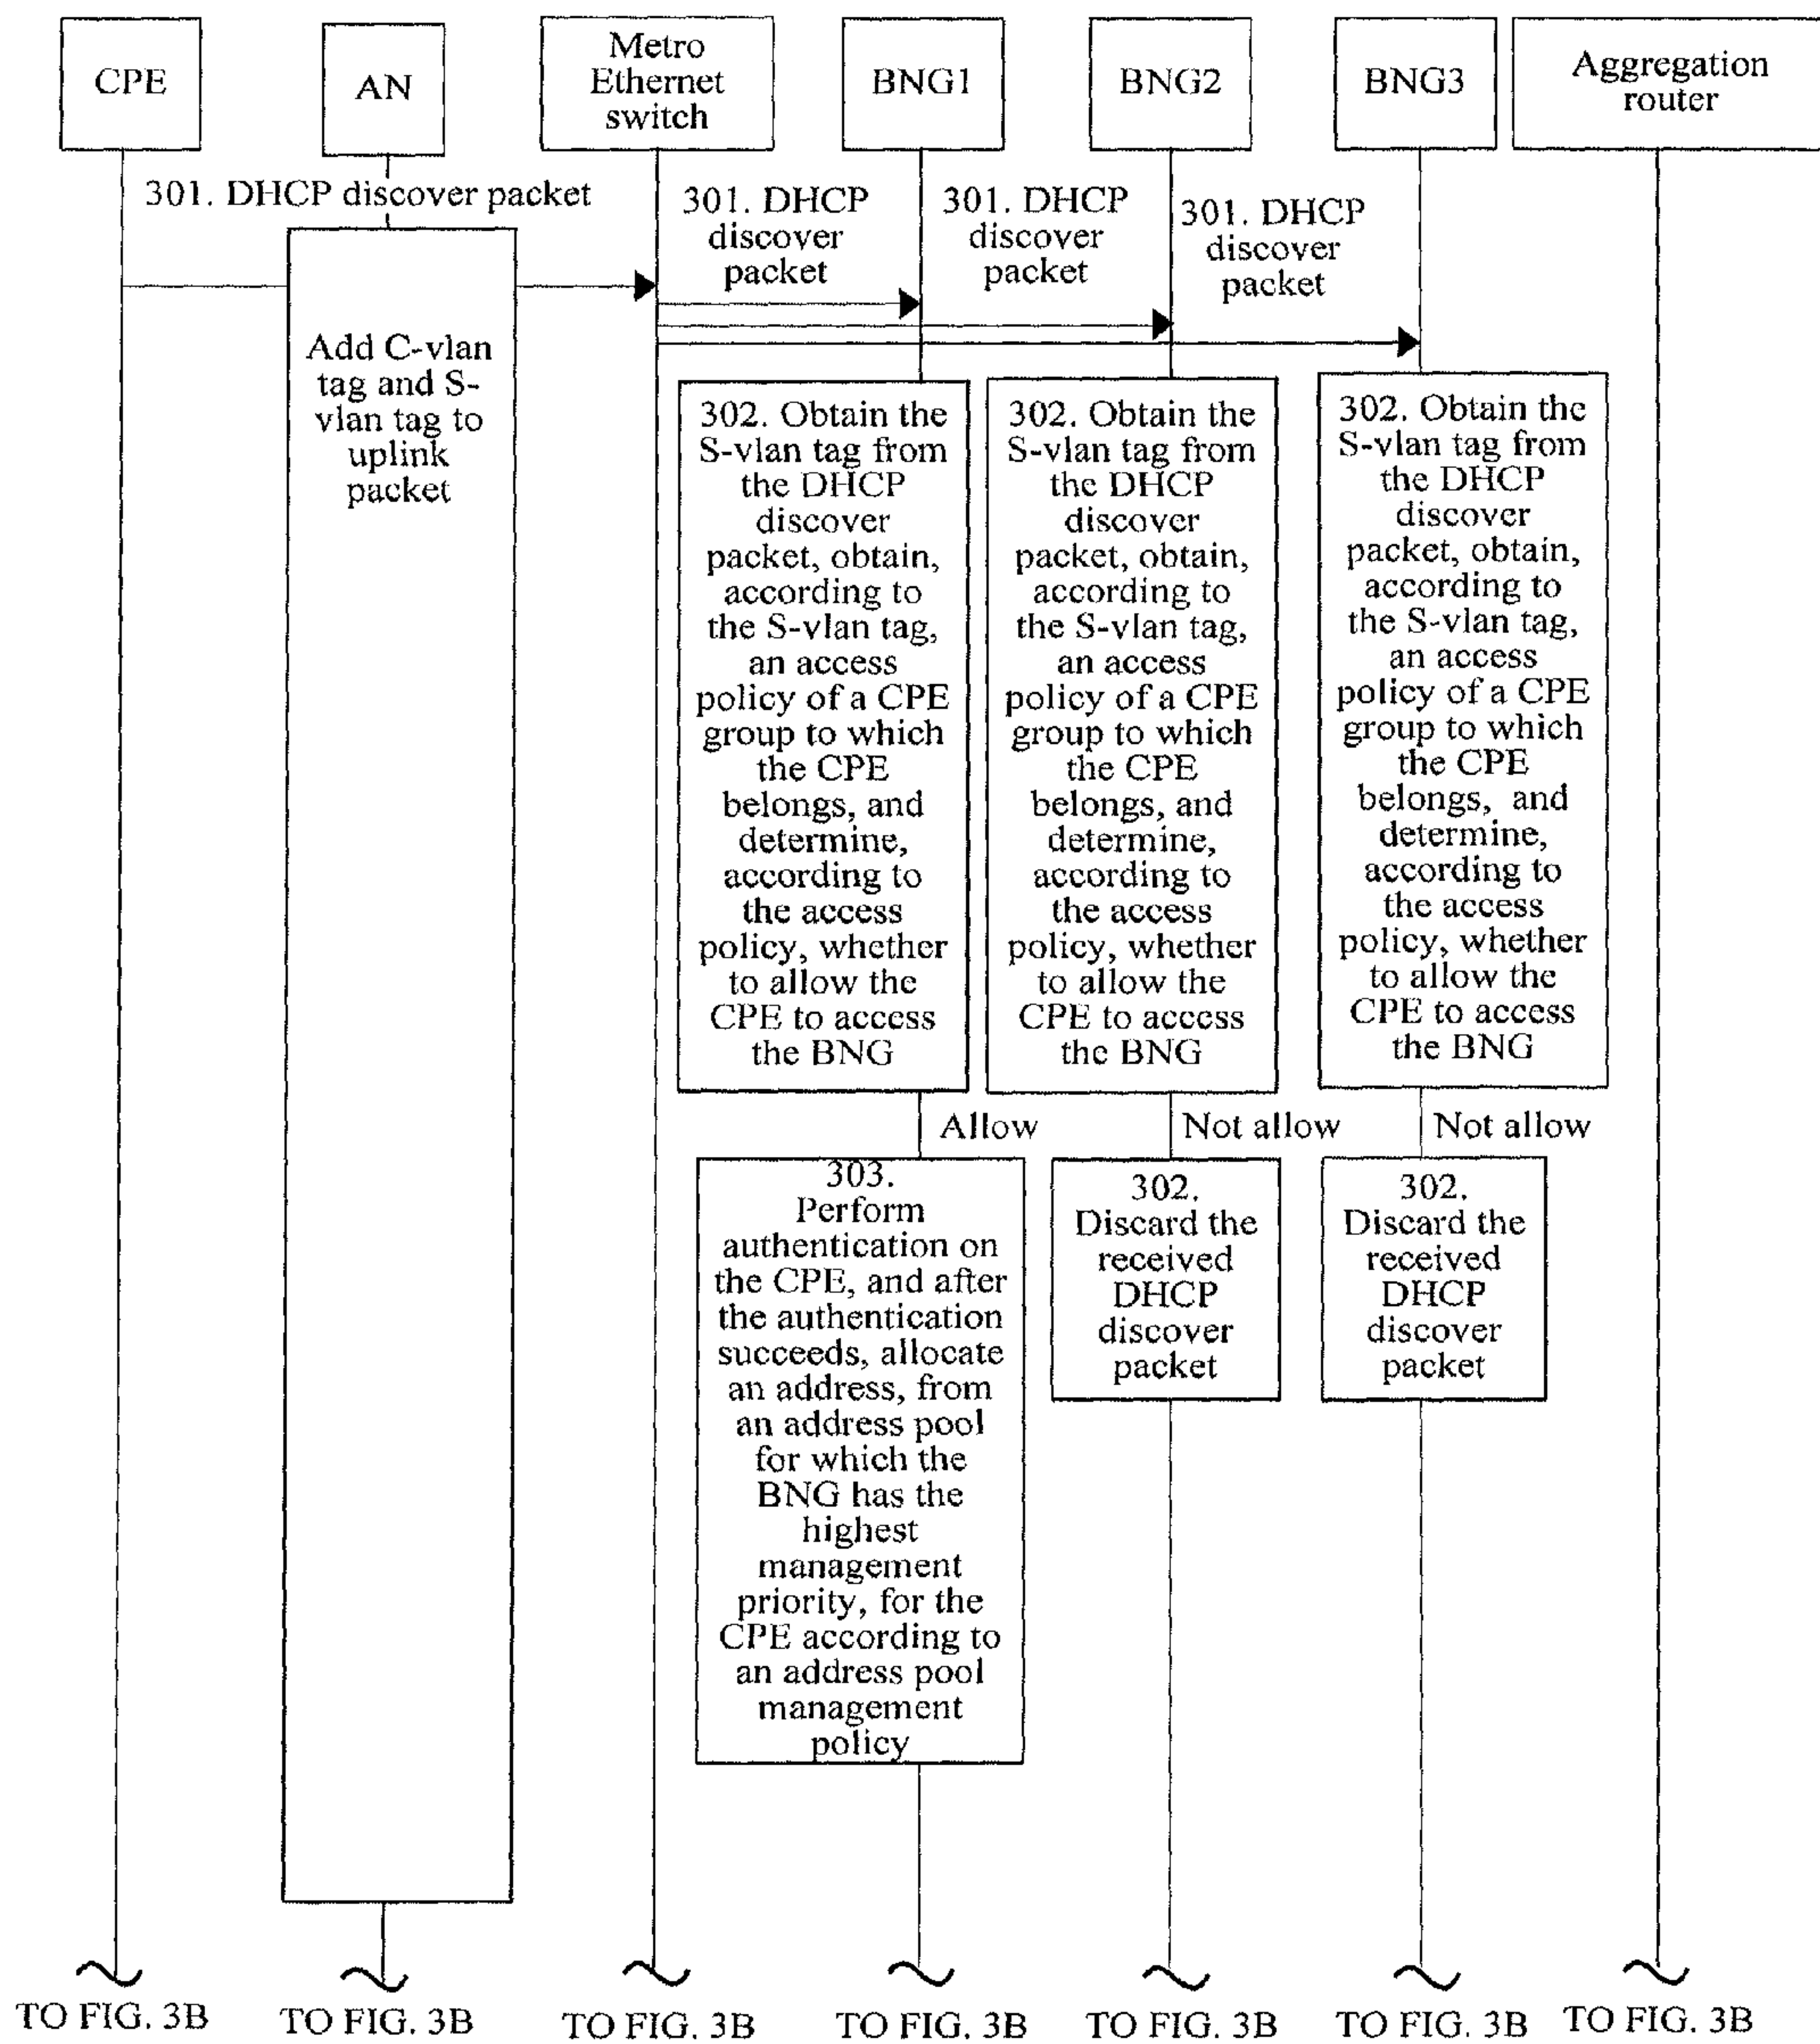 CPE
AN
Metro
Ethernet
switch
BNG1
BNG2
BNG3
Aggregation
router
301. DHCP discover packet
301. DHCP
discover
packet
301. DHCP
discover
packet
301. DHCP
discover
packet
Add C-vlan
tag and S-
vlan tag to
uplink
packet
302. Obtain the
S-vlan tag from
the DHCP
discover
packet, obtain,
according to
the S-vlan tag,
an access
policy of a CPE
group to which
the CPE
belongs, and
determine,
according to
the access
policy, whether
to allow the
CPE to access
the BNG
302. Obtain the
S-vlan tag from
the DHCP
discover
packet, obtain,
according to
the S-vlan tag,
an access
policy of a CPE
group to which
the CPE
belongs, and
determine,
according to
the access
policy, whether
to allow the
CPE to access
the BNG
302. Obtain the
S-vlan tag from
the DHCP
discover
packet, obtain,
according to
the S-vlan tag,
an access
policy of a CPE
group to which
the CPE
belongs, and
determine,
according to
the access
policy, whether
to allow the
CPE to access
the BNG
Allow
Not allow
Not allow
303.
Perform
authentication on
the CPE, and after
the authentication
succeeds, allocate
an address, from
an address pool
for which the
BNG has the
highest
management
priority, for the
CPE according to
an address pool
management
policy
302.
Discard the
received
DHCP
discover
packet
302.
Discard the
received
DHCP
discover
packet
TO FIG. 3B
TO FIG. 3B
TO FIG. 3B
TO FIG. 3B
TO FIG. 3B
TO FIG. 3B
TO FIG. 3B